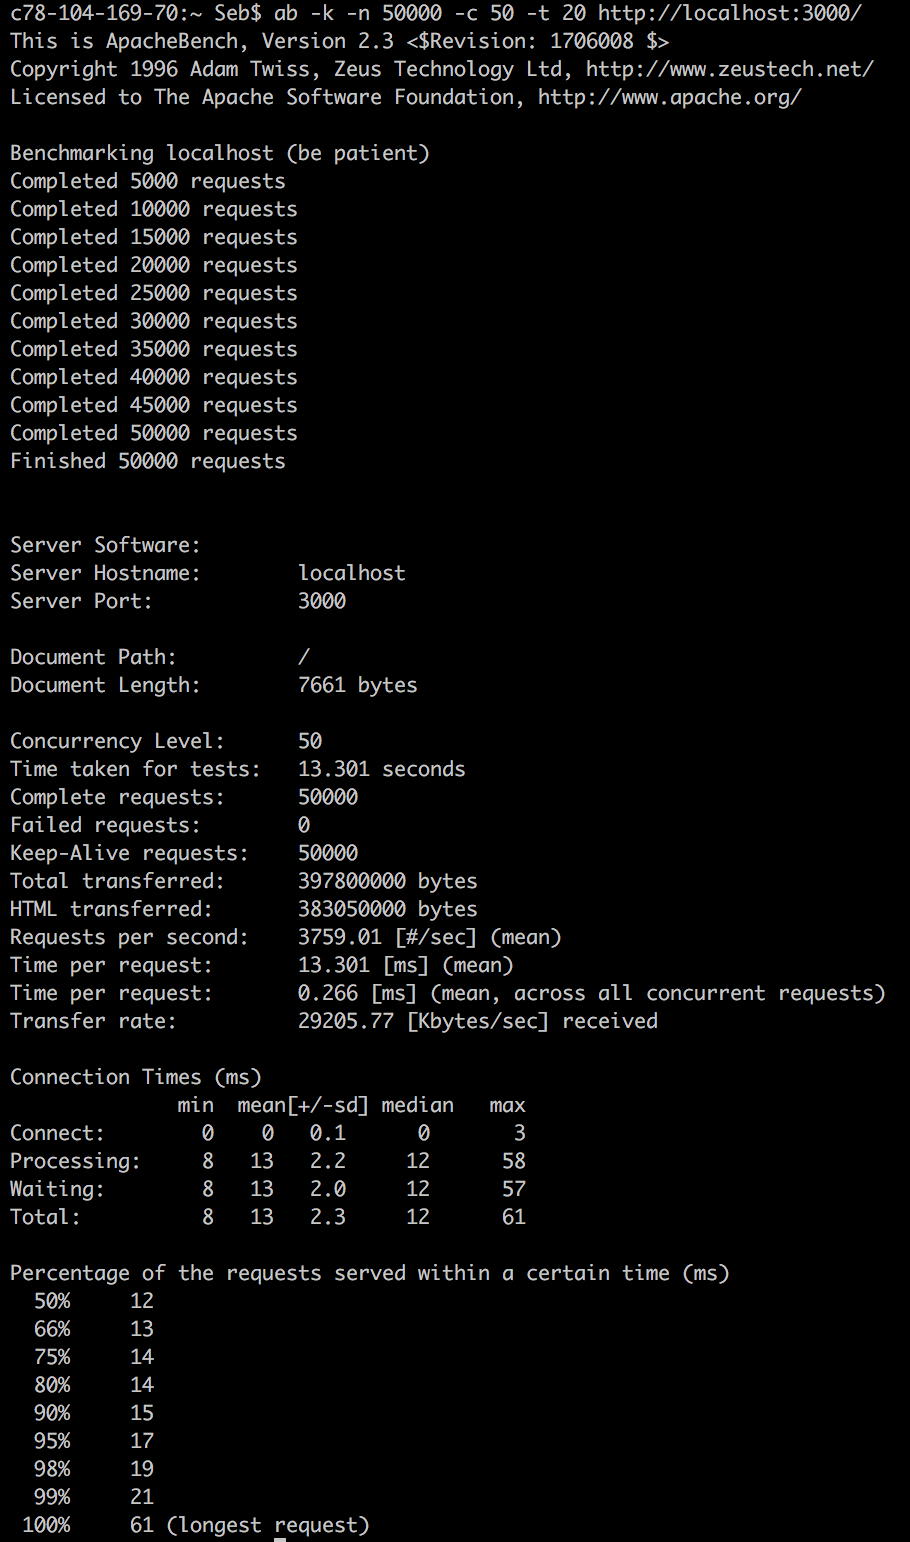 c78-104-169-70:~ Seb$ ab -k -n 50000 -c 50 -t 20 http://localhost:3000/
This is ApacheBench, Version 2.3 <$Revision: 1706008 $>
Copyright 1996 Adam Twiss, Zeus Technology Ltd, http://www.zeustech.net/
Licensed to The Apache Software Foundation, http://www.apache.org/

Benchmarking localhost (be patient)
Completed 5000 requests
Completed 10000 requests
Completed 15000 requests
Completed 20000 requests
Completed 25000 requests
Completed 30000 requests
Completed 35000 requests
Completed 40000 requests
Completed 45000 requests
Completed 50000 requests
Finished 50000 requests


Server Software:
Server Hostname:        localhost
Server Port:            3000

Document Path:          /
Document Length:        7661 bytes

Concurrency Level:      50
Time taken for tests:   13.301 seconds
Complete requests:      50000
Failed requests:        0
Keep-Alive requests:    50000
Total transferred:      397800000 bytes
HTML transferred:       383050000 bytes
Requests per second:    3759.01 [#/sec] (mean)
Time per request:       13.301 [ms] (mean)
Time per request:       0.266 [ms] (mean, across all concurrent requests)
Transfer rate:          29205.77 [Kbytes/sec] received

Connection Times (ms)
              min  mean[+/-sd] median   max
Connect:        0    0   0.1      0       3
Processing:     8   13   2.2     12      58
Waiting:        8   13   2.0     12      57
Total:          8   13   2.3     12      61

Percentage of the requests served within a certain time (ms)
  50%     12
  66%     13
  75%     14
  80%     14
  90%     15
  95%     17
  98%     19
  99%     21
 100%     61 (longest request)